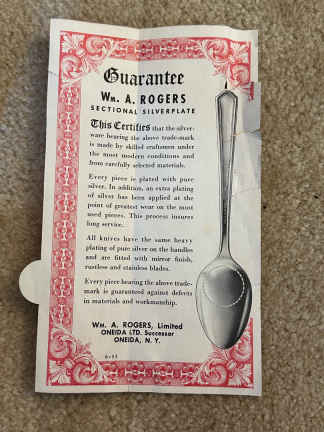 Guarantee
Wm. A. ROGERS
SECTIONAL SILVERPLATE
This Certifies that the silver-
ware bearing the above trade-mark
is made by skilled craftsmen under
the most modern conditions and
from carefully selected materials.
Every piece is plated with pure
silver. In addition, an extra plating
of silver has been applied at the
point of greatest wear on the most
used pieces. This process insures
long service.
All knives have the same heavy
plating of pure silver on the handles
and are fitted with mirror finish,
rustless and stainless blades.
Every piece bearing the above trade-
mark is guaranteed against defects
in materials and workmanship.
Wm. A. ROGERS, Limited
ONEIDA LTD. Successor
ONEIDA, N. Y.